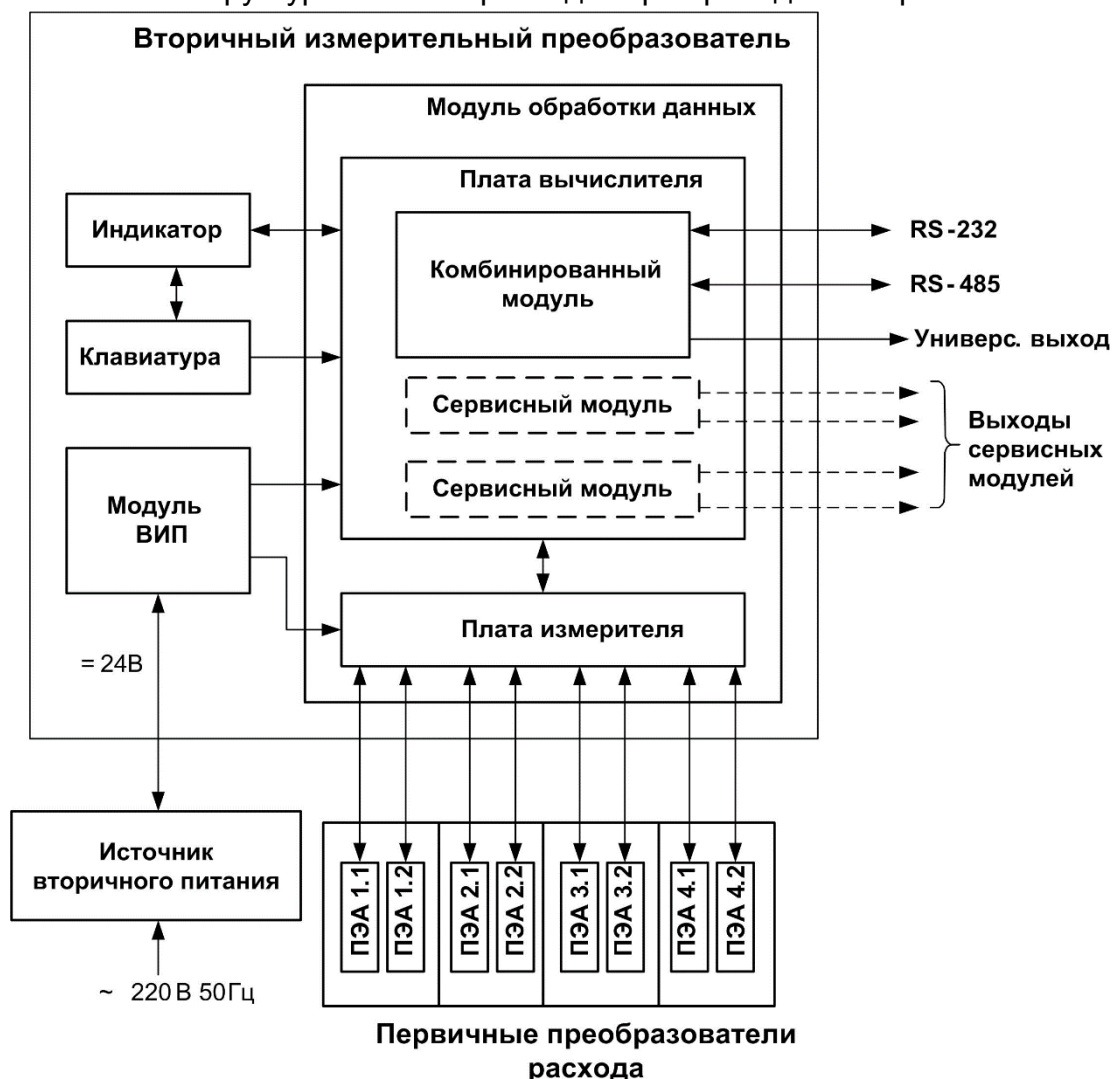 Вторичный измерительный преобразователь
Модуль обработки данных
Плата вычислителя
Индикатор
Комбинированный
модуль
RS-232
RS-485
Универс. выход
Клавиатура
Сервисный модуль
Сервисный модуль
Выходы
сервисных
модулей
Модуль
ВИП
Плата измерителя
= 24В
Источник
вторичного питания
~ 220 В 50 Гц
ПЭА 1.1
ПЭА 1.2
ПЭА 2.1
ПЭА 2.2
ПЭА 3.1
ПЭА 3.2
ПЭА 4.1
ПЭА 4.2
Первичные преобразователи
расхода